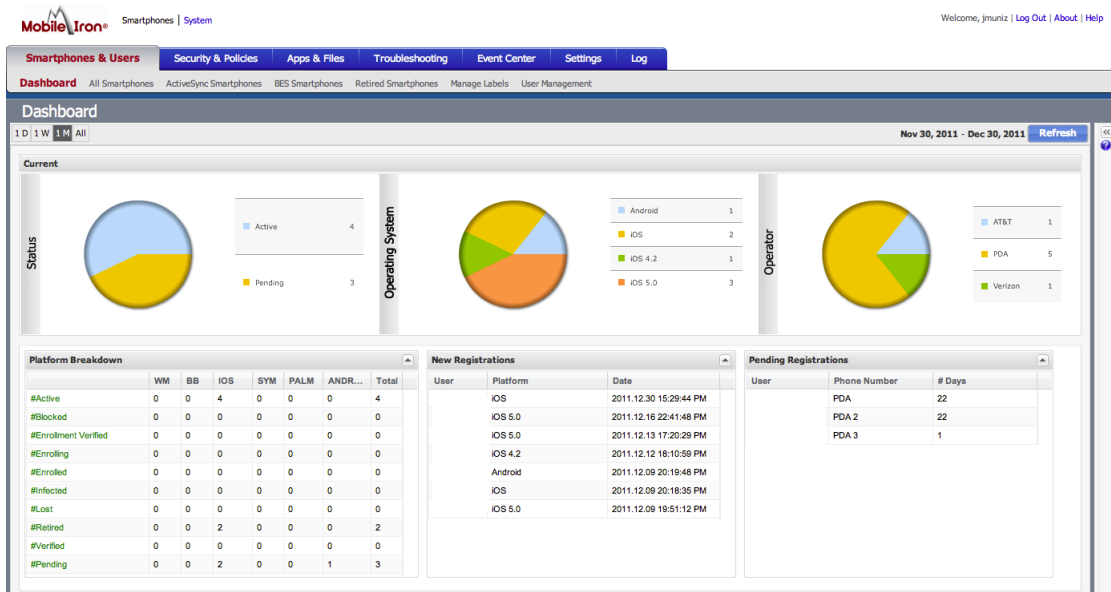 Mobile Iron® Smartphones | System Welcome, jmuniz | Log Out | About | Help
Smartphones & Users Security & Policies Apps & Files Troubleshooting Event Center Settings Log
Dashboard All Smartphones ActiveSync Smartphones BES Smartphones Retired Smartphones Manage Labels User Management
Dashboard
1 D 1 W 1 M All Nov 30, 2011 - Dec 30, 2011 Refresh
Current
Status
Active 4
Pending 3
Operating System
Android 1
iOS 2
iOS 4.2 1
iOS 5.0 3
Operator
AT&T 1
PDA 5
Verizon 1
Platform Breakdown
WM BB IOS SYM PALM ANDR... Total
#Active 0 0 4 0 0 0 4
#Blocked 0 0 0 0 0 0 0
#Enrollment Verified 0 0 0 0 0 0 0
#Enrolling 0 0 0 0 0 0 0
#Enrolled 0 0 0 0 0 0 0
#Infected 0 0 0 0 0 0 0
#Lost 0 0 0 0 0 0 0
#Retired 0 0 2 0 0 0 2
#Verified 0 0 0 0 0 0 0
#Pending 0 0 2 0 0 1 3
New Registrations
User Platform Date
iOS 2011.12.30 15:29:44 PM
iOS 5.0 2011.12.16 22:41:48 PM
iOS 5.0 2011.12.13 17:20:29 PM
iOS 4.2 2011.12.12 18:10:59 PM
Android 2011.12.09 20:19:48 PM
iOS 2011.12.09 20:18:35 PM
iOS 5.0 2011.12.09 19:51:12 PM
Pending Registrations
User Phone Number # Days
PDA 22
PDA 2 22
PDA 3 1